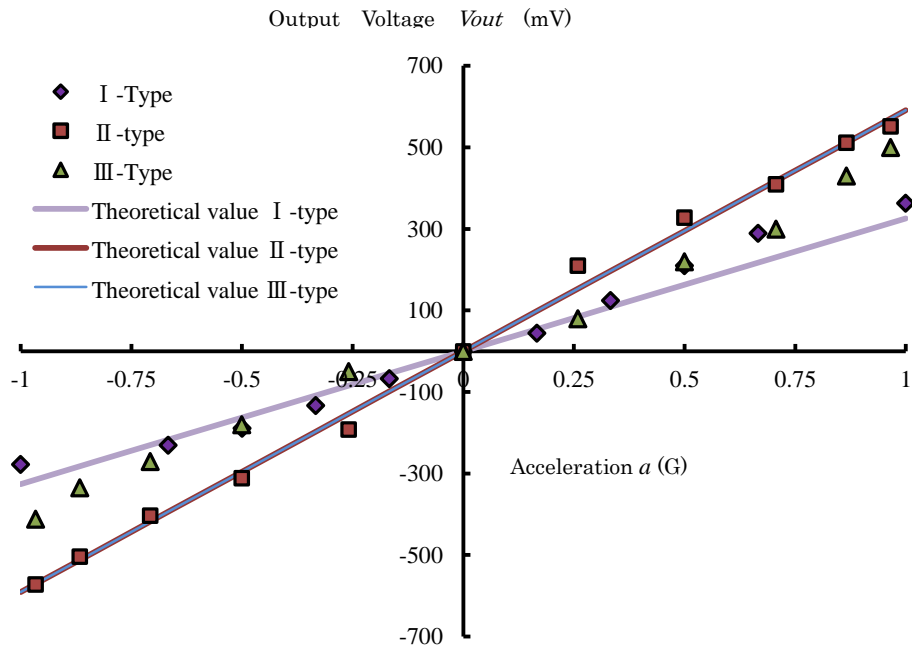 Output Voltage Vout (mV)
700
Ⅰ-Type
Ⅱ-type
500
Ⅲ-Type
Theoretical value Ⅰ-type
300
Theoretical value Ⅱ-type
Theoretical value Ⅲ-type
100
-1 -0.75 -0.5 -0.25 0 0.25 0.5 0.75 1
-100
-300
Acceleration a (G)
-500
-700